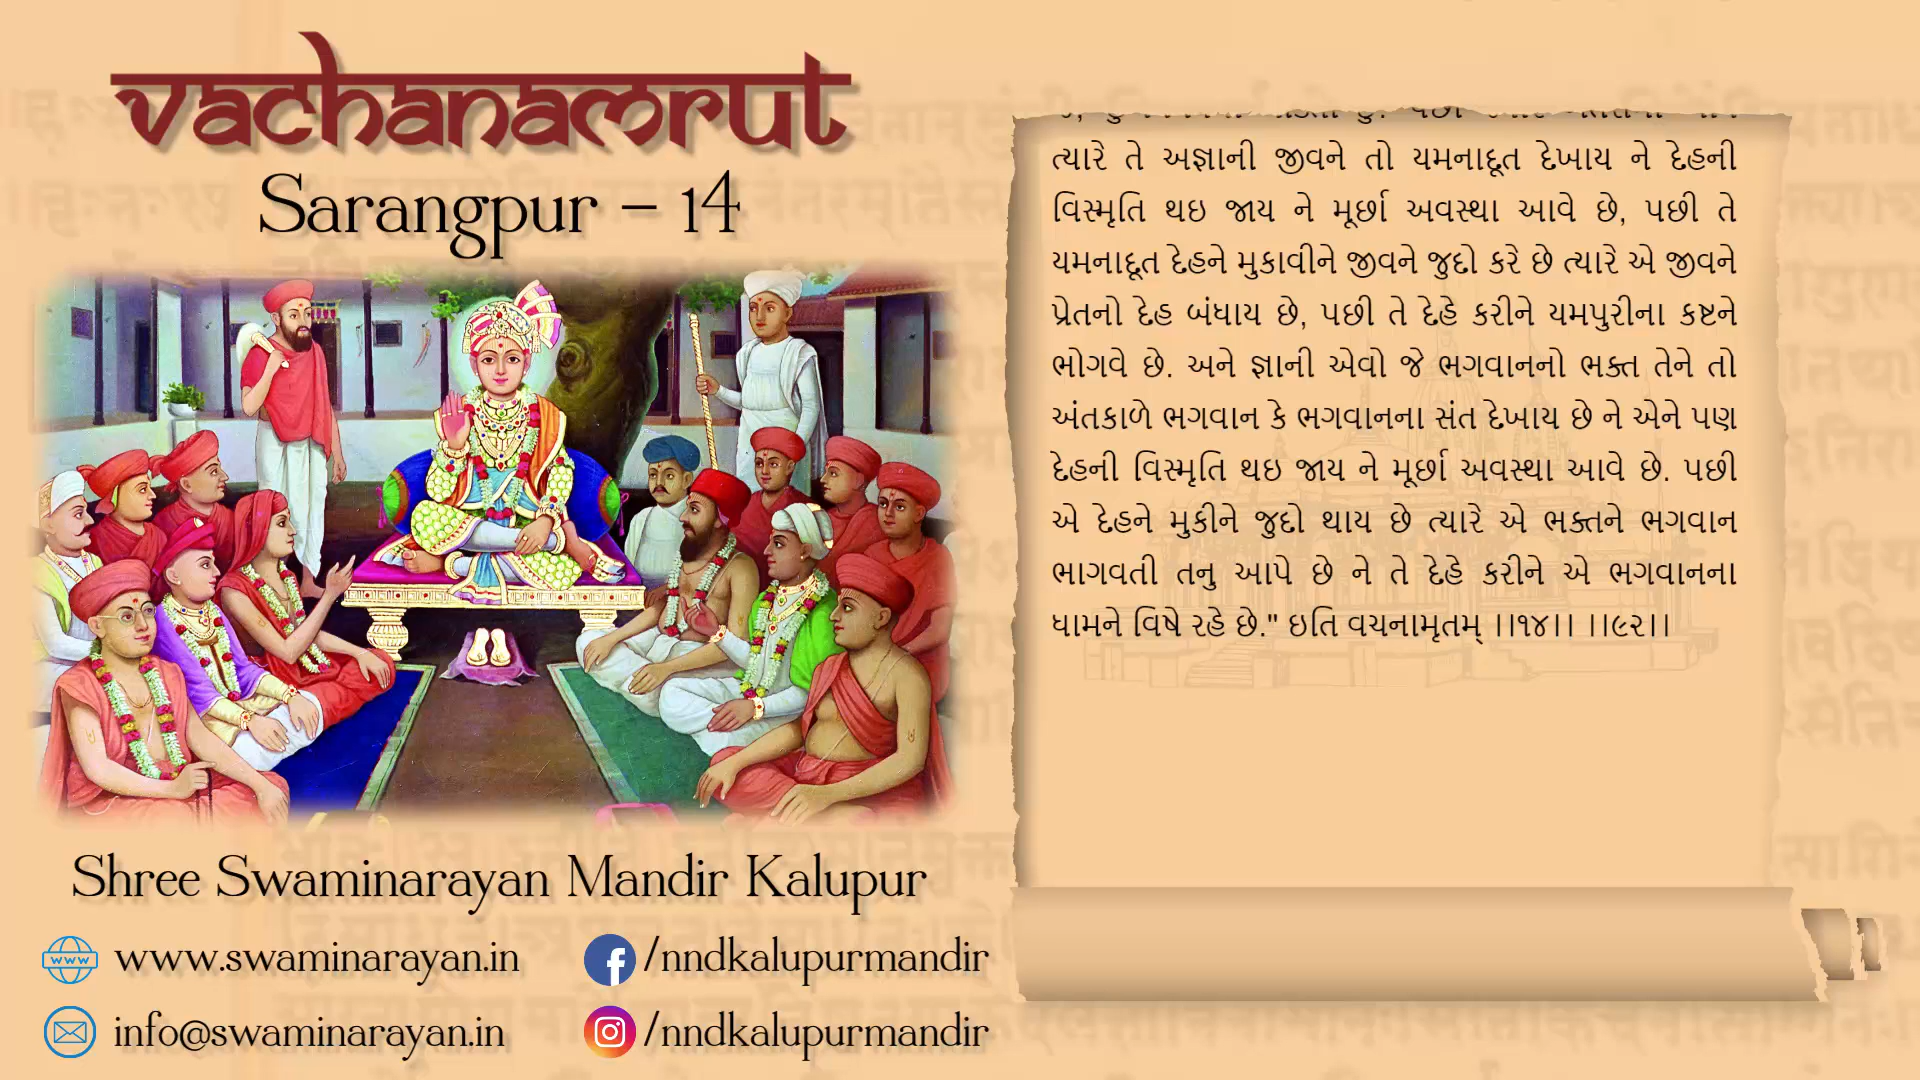 vachanamrut
Sarangpur – 14
ત્યારે તે અજ્ઞાની જીવને તો યમનાદૂત દેખાય ને દેહની
વિસ્મૃતિ થઇ જાય ને મૂર્છા અવસ્થા આવે છે, પછી તે
યમનાદૂત દેહને મુકાવીને જીવને જુદો કરે છે ત્યારે એ જીવને
પ્રેતનો દેહ બંધાય છે, પછી તે દેહે કરીને યમપુરીના કષ્ટને
ભોગવે છે. અને જ્ઞાની એવો જે ભગવાનનો ભક્ત તેને તો
અંતકાળે ભગવાન કે ભગવાનના સંત દેખાય છે ને એને પણ
દેહની વિસ્મૃતિ થઇ જાય ને મૂર્છા અવસ્થા આવે છે. પછી
એ દેહને મુકીને જુદો થાય છે ત્યારે એ ભક્તને ભગવાન
ભાગવતી તનુ આપે છે ને તે દેહે કરીને એ ભગવાનના
ધામને વિષે રહે છે." ઇતિ વચનામૃતમ્ ।।૧૪।। ।।૯૨।।
Shree Swaminarayan Mandir Kalupur
www.swaminarayan.in
/nndkalupurmandir
info@swaminarayan.in
/nndkalupurmandir